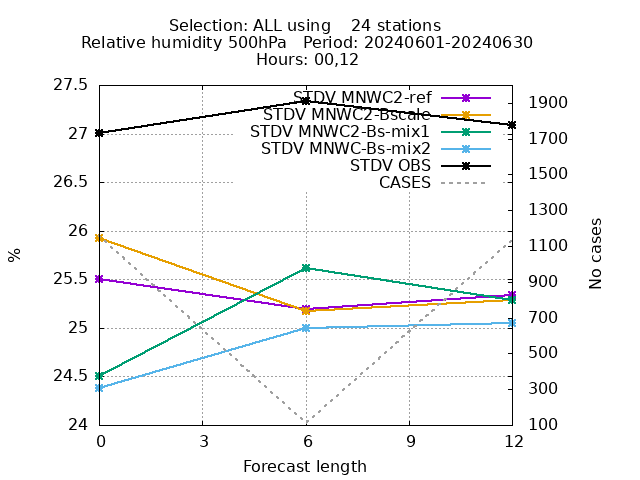 Selection: ALL using    24 stations
Relative humidity 500hPa   Period: 20240601-20240630
Hours: 00,12
27.5
27
26.5
26
25.5
25
24.5
24
%
STDV MNWC2-ref
STDV MNWC2-Bscale
STDV MNWC2-Bs-mix1
STDV MNWC-Bs-mix2
STDV OBS
CASES
1900
1700
1500
1300
1100
900
700
500
300
100
No cases
0 3 6 9 12
Forecast length